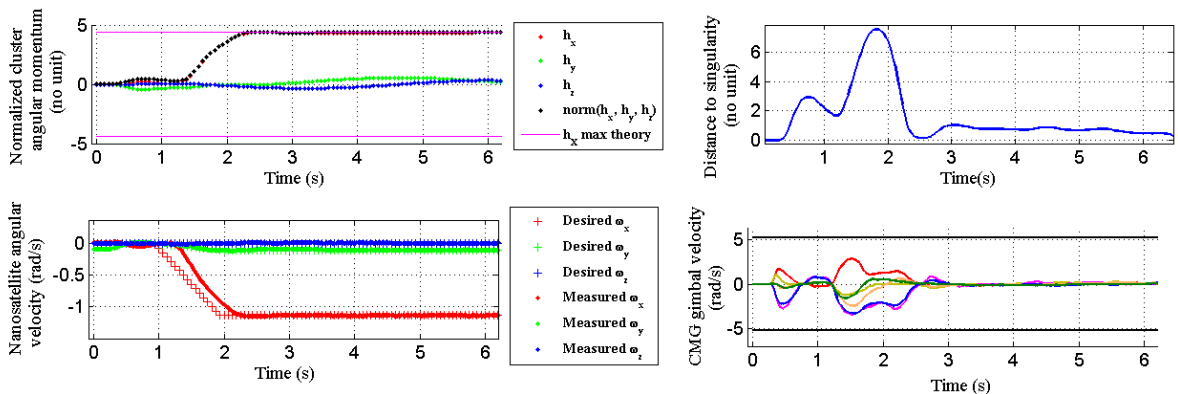 Normalized cluster
angular momentum
(no unit)
5
0
-5
0 1 2 3 4 5 6
Time (s)
h_x
h_y
h_z
norm(h_x, h_y, h_z)
h_x max theory
Distance to singularity
(no unit)
6
4
2
0
1 2 3 4 5 6
Time(s)
Nanosatellite angular
velocity (rad/s)
0
-0.5
-1
0 1 2 3 4 5 6
Time (s)
Desired ω_x
Desired ω_y
Desired ω_z
Measured ω_x
Measured ω_y
Measured ω_z
CMG gimbal velocity
(rad/s)
5
0
-5
0 1 2 3 4 5 6
Time (s)